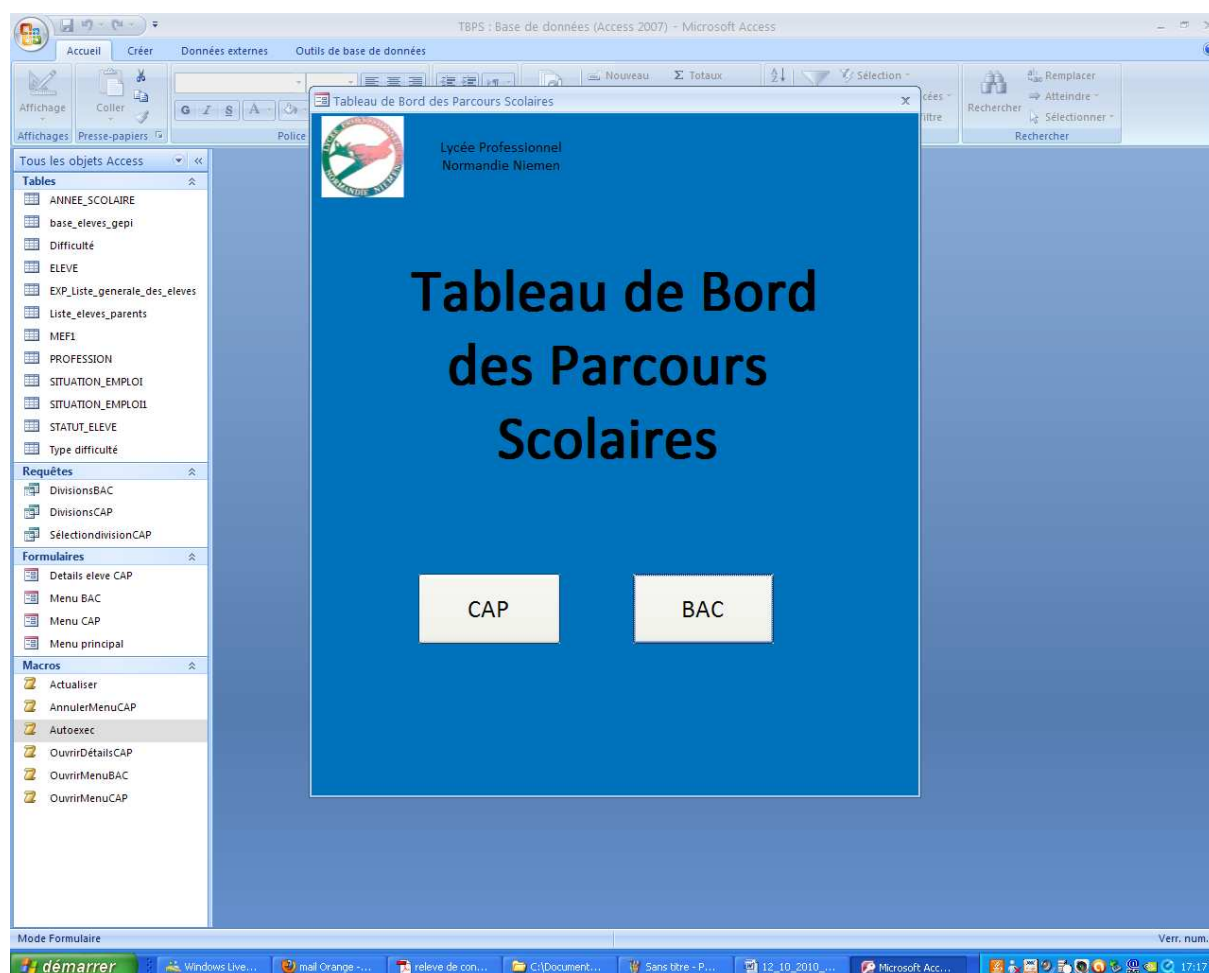 TBPS : Base de données (Access 2007) - Microsoft Access
Accueil Créer Données externes Outils de base de données
Affichage Coller
G I S A
Nouveau Σ Totaux
Sélection
Rechercher
Remplacer
Atteindre
Sélectionner
Affichages Presse-papiers Police Rechercher
Tableau de Bord des Parcours Scolaires
LYCÉE PROFESSIONNEL
NORMANDIE NIEMEN
Lycée Professionnel
Normandie Niemen
Tableau de Bord
des Parcours
Scolaires
CAP BAC
Tous les objets Access
Tables
ANNEE_SCOLAIRE
base_eleves_gepi
Difficulté
ELEVE
EXP_Liste_generale_des_eleves
Liste_eleves_parents
MEF1
PROFESSION
SITUATION_EMPLOI
SITUATION_EMPLOI1
STATUT_ELEVE
Type difficulté
Requêtes
DivisionsBAC
DivisionsCAP
SélectiondivisionCAP
Formulaires
Details eleve CAP
Menu BAC
Menu CAP
Menu principal
Macros
Actualiser
AnnulerMenuCAP
Autoexec
OuvrirDétailsCAP
OuvrirMenuBAC
OuvrirMenuCAP
Mode Formulaire Verr. num.
démarrer Windows Live... mail Orange -... releve de con... C:\Document... Sans titre - P... 12_10_2010_... Microsoft Acc... 17:17